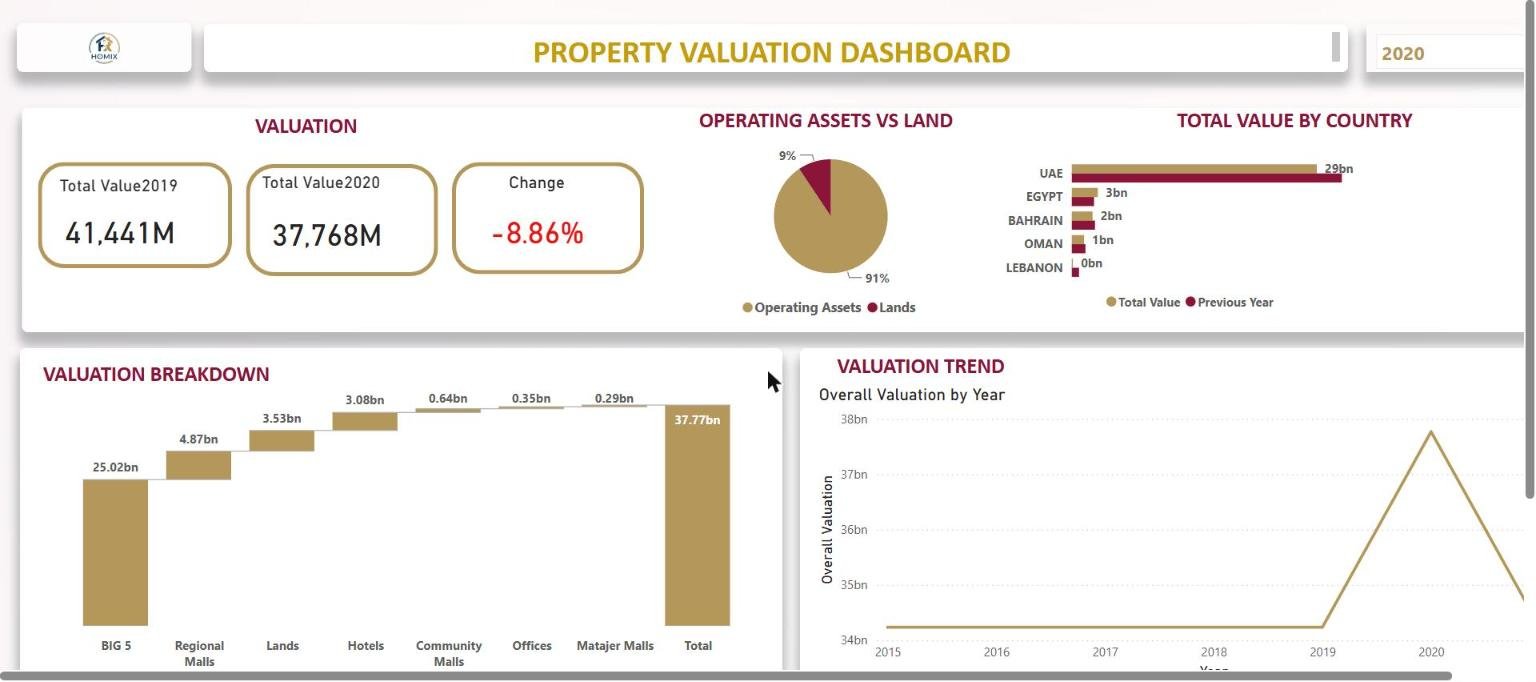 HOMIX
PROPERTY VALUATION DASHBOARD
2020
VALUATION
Total Value2019
41,441M
Total Value2020
37,768M
Change
-8.86%
OPERATING ASSETS VS LAND
9%
91%
Operating Assets Lands
TOTAL VALUE BY COUNTRY
UAE 29bn
EGYPT 3bn
BAHRAIN 2bn
OMAN 1bn
LEBANON 0bn
Total Value Previous Year
VALUATION BREAKDOWN
25.02bn
4.87bn
3.53bn
3.08bn
0.64bn
0.35bn
0.29bn
37.77bn
BIG 5
Regional
Malls
Lands
Hotels
Community
Malls
Offices
Matajer Malls
Total
VALUATION TREND
Overall Valuation by Year
Overall Valuation
38bn
37bn
36bn
35bn
34bn
2015 2016 2017 2018 2019 2020